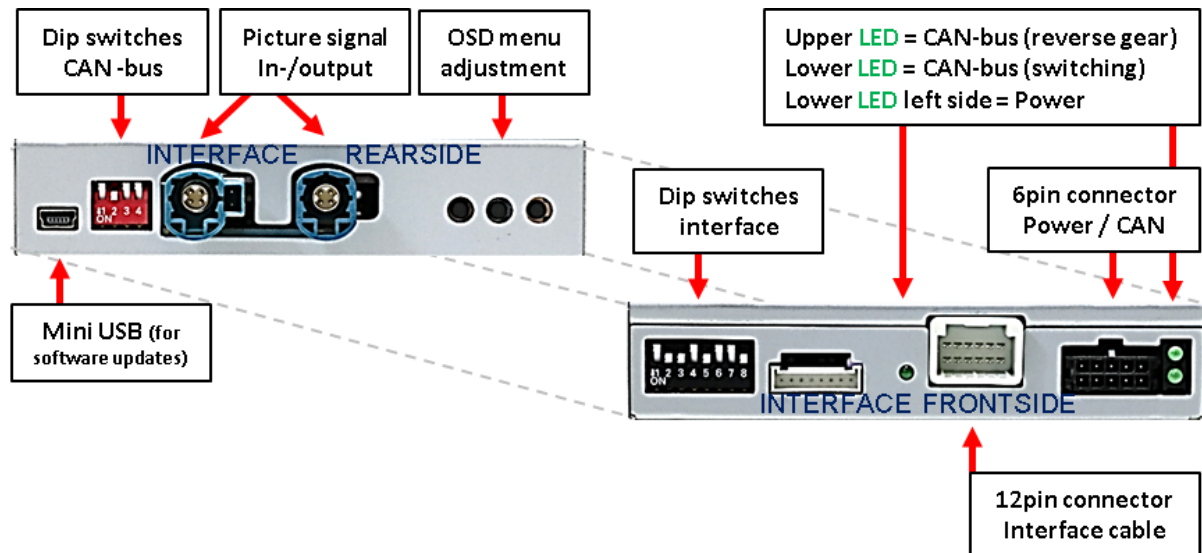 Dip switches
CAN -bus
Picture signal
In-/output
OSD menu
adjustment
Upper LED = CAN-bus (reverse gear)
Lower LED = CAN-bus (switching)
Lower LED left side = Power
INTERFACE REARSIDE
1 2 3 4
ON
Dip switches
interface
6pin connector
Power / CAN
Mini USB (for
software updates)
1 2 3 4 5 6 7 8
ON
INTERFACE FRONTSIDE
12pin connector
Interface cable